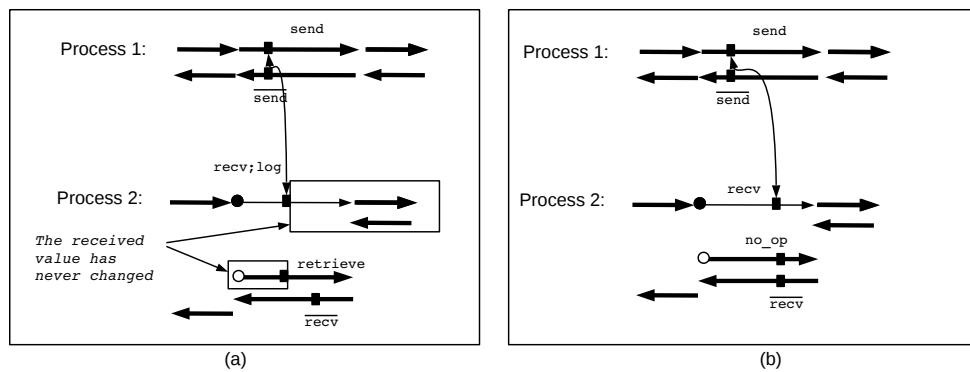 send
Process 1:
send
recv;log
Process 2:
The received
value has
never changed
retrieve
recv
(a)
send
Process 1:
send
recv
Process 2:
no_op
recv
(b)